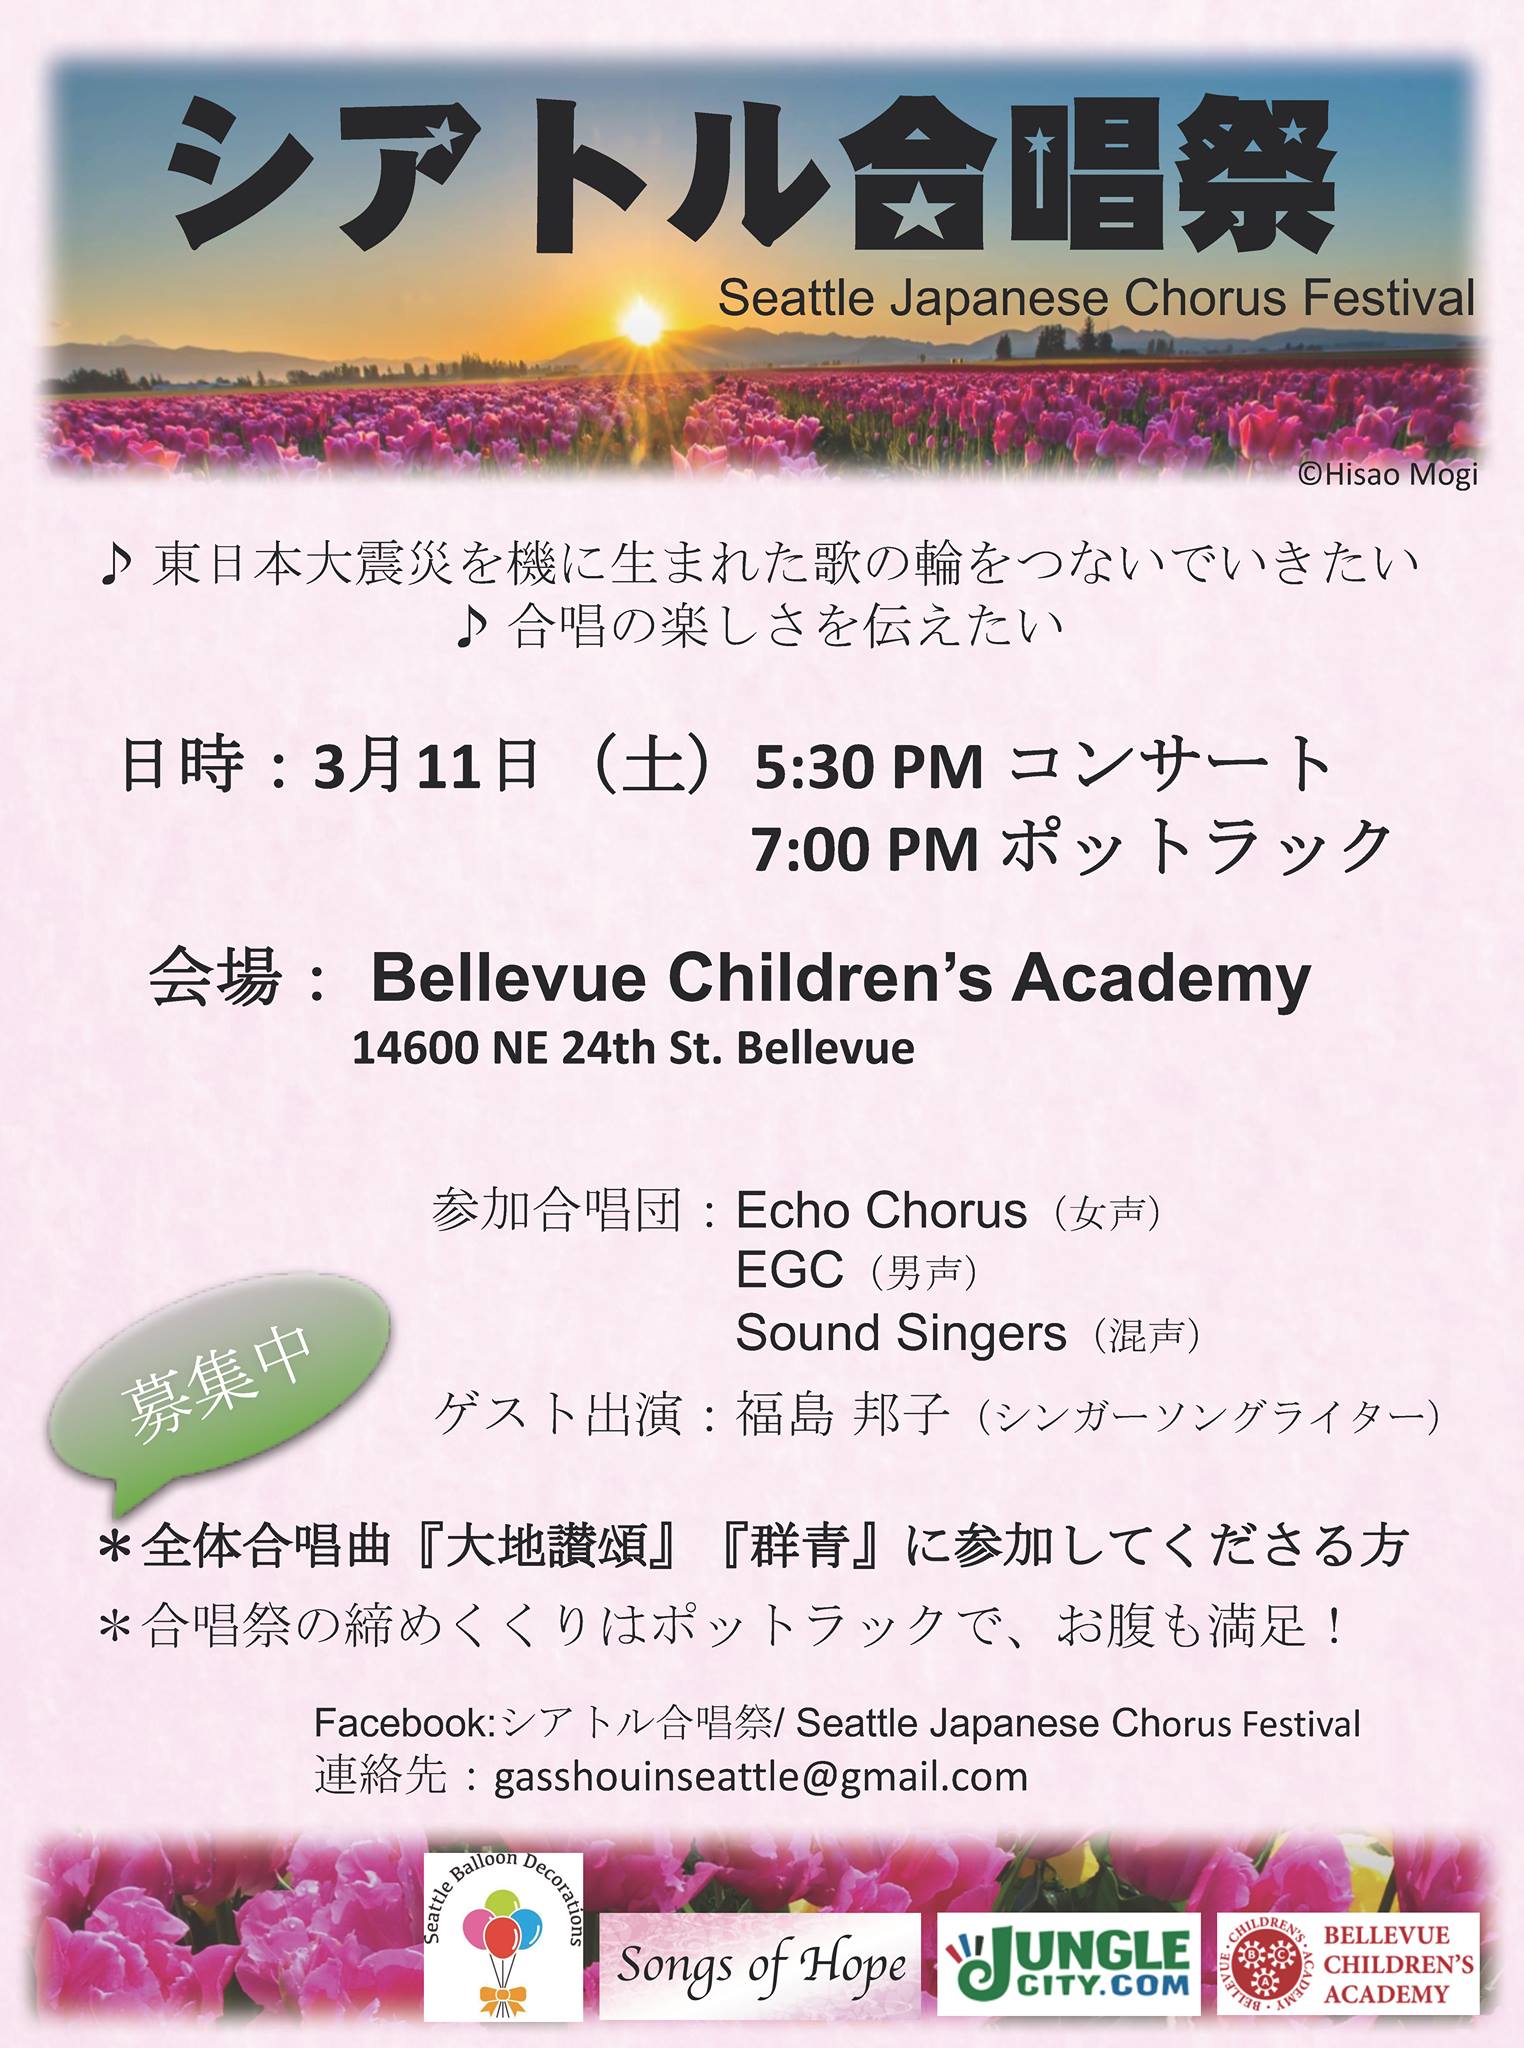 シアトル合唱祭
Seattle Japanese Chorus Festival
©Hisao Mogi
♪ 東日本大震災を機に生まれた歌の輪をつないでいきたい
♪ 合唱の楽しさを伝えたい
日時：3月11日（土）5:30 PM コンサート
7:00 PM ポットラック
会場： Bellevue Children’s Academy
14600 NE 24th St. Bellevue
参加合唱団：Echo Chorus（女声）
EGC（男声）
Sound Singers（混声）
ゲスト出演：福島 邦子（シンガーソングライター）
募集中
＊全体合唱曲『大地讃頌』『群青』に参加してくださる方
＊合唱祭の締めくくりはポットラックで、お腹も満足！
Facebook:シアトル合唱祭/ Seattle Japanese Chorus Festival
連絡先：gasshouinseattle@gmail.com
Seattle Balloon Decorations
Songs of Hope
JUNGLE
CITY.COM
BELLEVUE · CHILDREN'S · ACADEMY ·
B C A
BELLEVUE
CHILDREN'S
ACADEMY